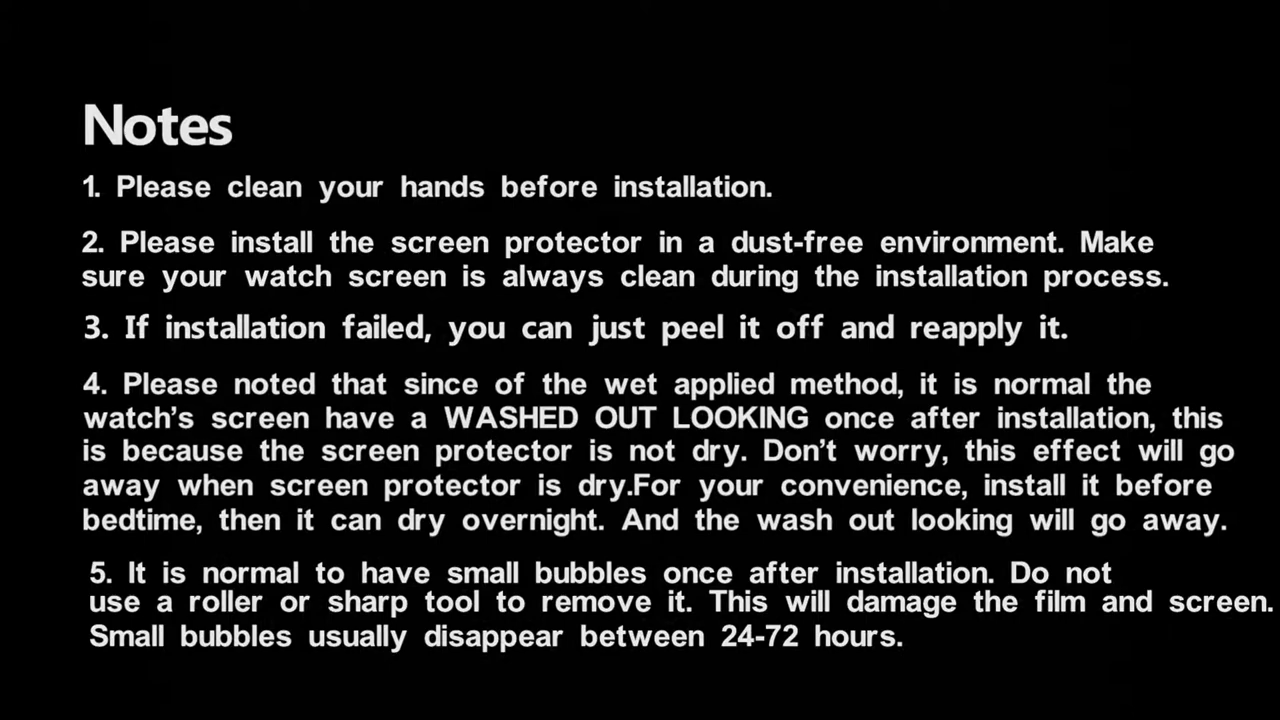 Notes
1. Please clean your hands before installation.
2. Please install the screen protector in a dust-free environment. Make
sure your watch screen is always clean during the installation process.
3. If installation failed, you can just peel it off and reapply it.
4. Please noted that since of the wet applied method, it is normal the
watch’s screen have a WASHED OUT LOOKING once after installation, this
is because the screen protector is not dry. Don’t worry, this effect will go
away when screen protector is dry.For your convenience, install it before
bedtime, then it can dry overnight. And the wash out looking will go away.
5. It is normal to have small bubbles once after installation. Do not
use a roller or sharp tool to remove it. This will damage the film and screen.
Small bubbles usually disappear between 24-72 hours.